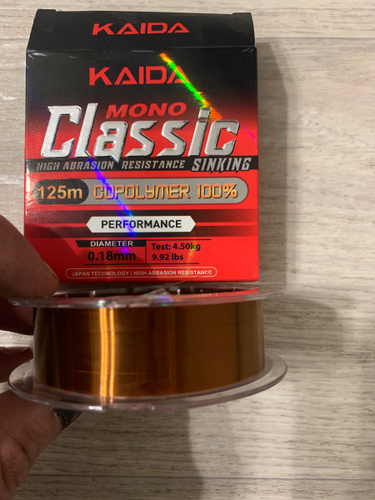 KAIDA
KAIDA
MONO
Classic
HIGH ABRASION RESISTANCE SINKING
125m COPOLYMER 100%
PERFORMANCE
DIAMETER
0.18mm
Test: 4.50kg
9.92 lbs
JAPAN TECHNOLOGY / HIGH ABRASION RESISTANCE